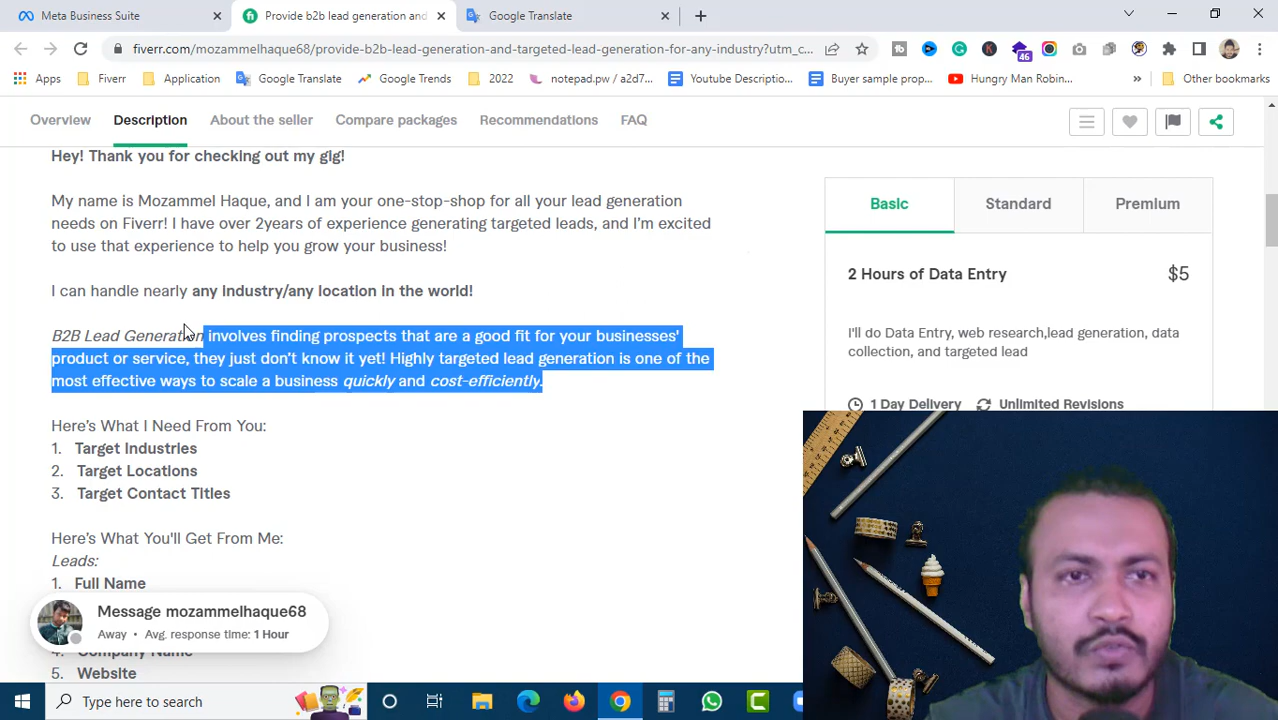 Meta Business Suite
Provide b2b lead generation and
Google Translate
fiverr.com/mozammelhaque68/provide-b2b-lead-generation-and-targeted-lead-generation-for-any-industry?utm_c...
46
Apps
Fiverr
Application
Google Translate
Google Trends
2022
notepad.pw / a2d7...
Youtube Descriptio...
Buyer sample prop...
Hungry Man Robin...
»
Other bookmarks
Overview
Description
About the seller
Compare packages
Recommendations
FAQ
Hey! Thank you for checking out my gig!
My name is Mozammel Haque, and I am your one-stop-shop for all your lead generation
needs on Fiverr! I have over 2years of experience generating targeted leads, and I'm excited
to use that experience to help you grow your business!
I can handle nearly any industry/any location in the world!
B2B Lead Generation involves finding prospects that are a good fit for your businesses'
product or service, they just don't know it yet! Highly targeted lead generation is one of the
most effective ways to scale a business quickly and cost-efficiently.
Here's What I Need From You:
1. Target Industries
2. Target Locations
3. Target Contact Titles
Here's What You'll Get From Me:
Leads:
1. Full Name
5. Website
Message mozammelhaque68
Away • Avg. response time: 1 Hour
Basic
Standard
Premium
2 Hours of Data Entry
$5
I'll do Data Entry, web research,lead generation, data
collection, and targeted lead
1 Day Delivery
Unlimited Revisions
Type here to search